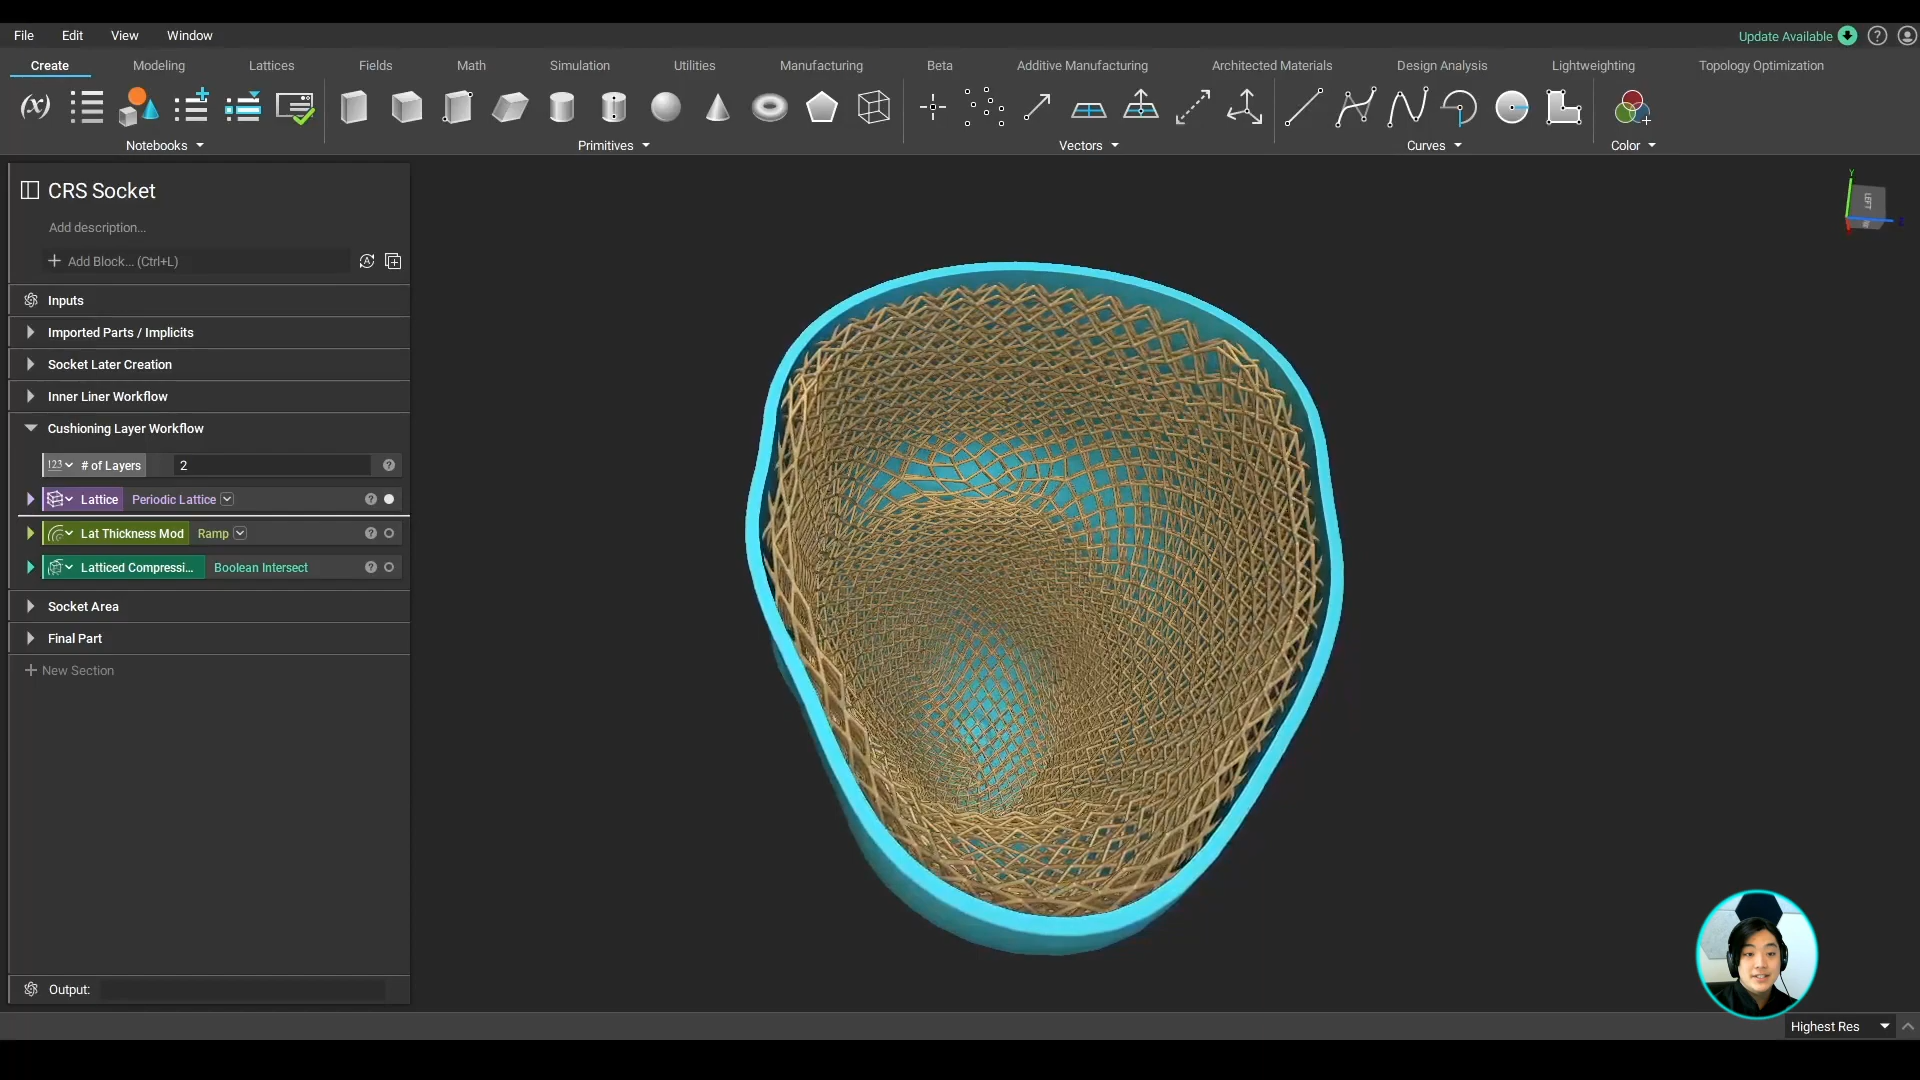 File Edit View Window
Update Available
Create Modeling Lattices Fields Math Simulation Utilities Manufacturing Beta Additive Manufacturing Architected Materials Design Analysis Lightweighting Topology Optimization
(x)
Notebooks Primitives Vectors Curves Color
CRS Socket
Add description...
Add Block... (Ctrl+L)
Inputs
Imported Parts / Implicits
Socket Later Creation
Inner Liner Workflow
Cushioning Layer Workflow
123 # of Layers 2
Lattice Periodic Lattice
Lat Thickness Mod Ramp
Latticed Compressi... Boolean Intersect
Socket Area
Final Part
New Section
Output:
Y
LEFT
Highest Res